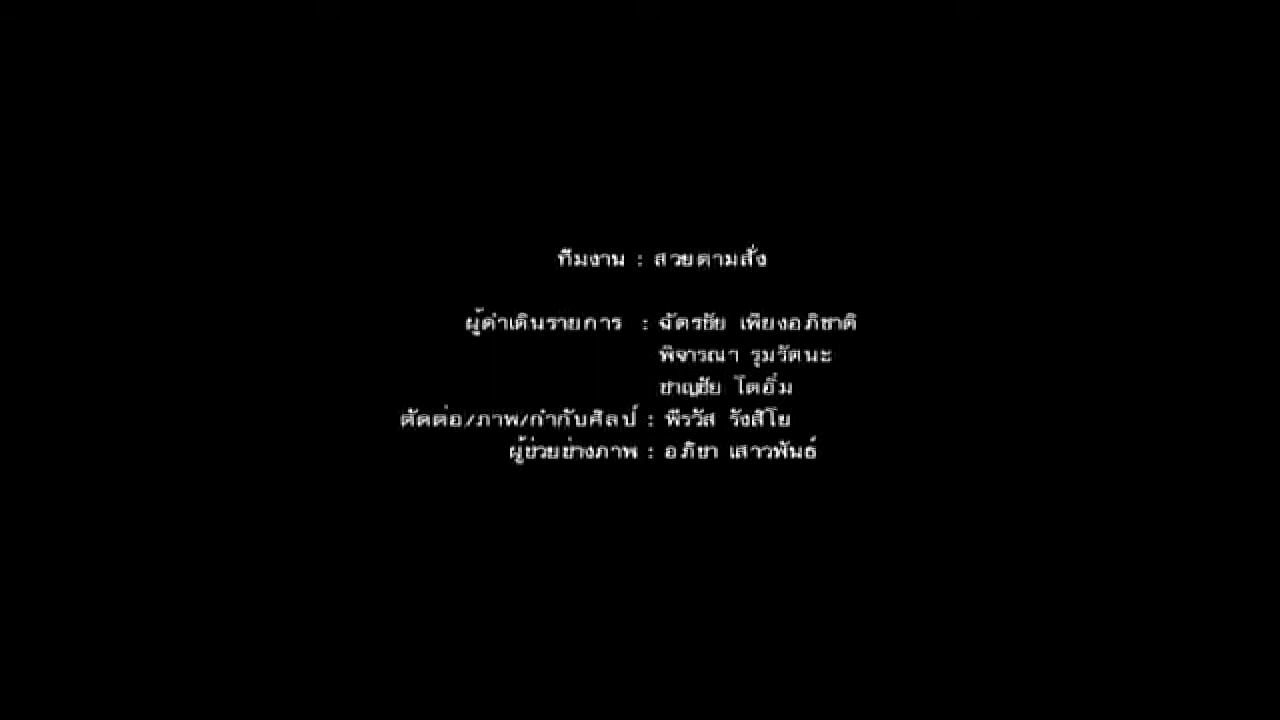 ทีมงาน : สวยตามสั่ง
ผู้ดำเดินรายการ : ฉัตรชัย เพียงอภิชาติ
พิจารณา รุมวัตนะ
ชาญชัย โตอิ่ม
ตัดต่อ/ภาพ/กำกับศิลป์ : พีรวัส รังสิโย
ผู้ช่วยช่างภาพ : อภิชา เสาวพันธ์